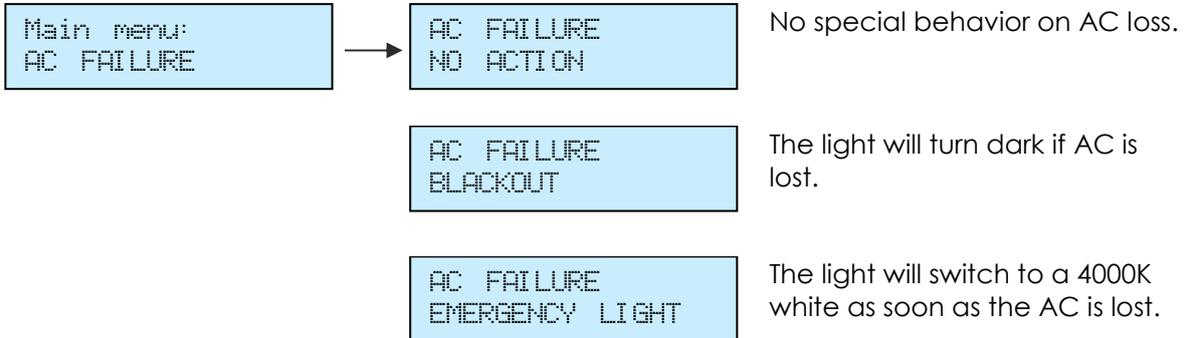 Main menu:
AC FAILURE
AC FAILURE
NO ACTION
No special behavior on AC loss.
AC FAILURE
BLACKOUT
The light will turn dark if AC is
lost.
AC FAILURE
EMERGENCY LIGHT
The light will switch to a 4000K
white as soon as the AC is lost.